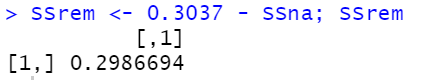 > SSrem <- 0.3037 - SSna; SSrem
[,1]
[1,] 0.2986694